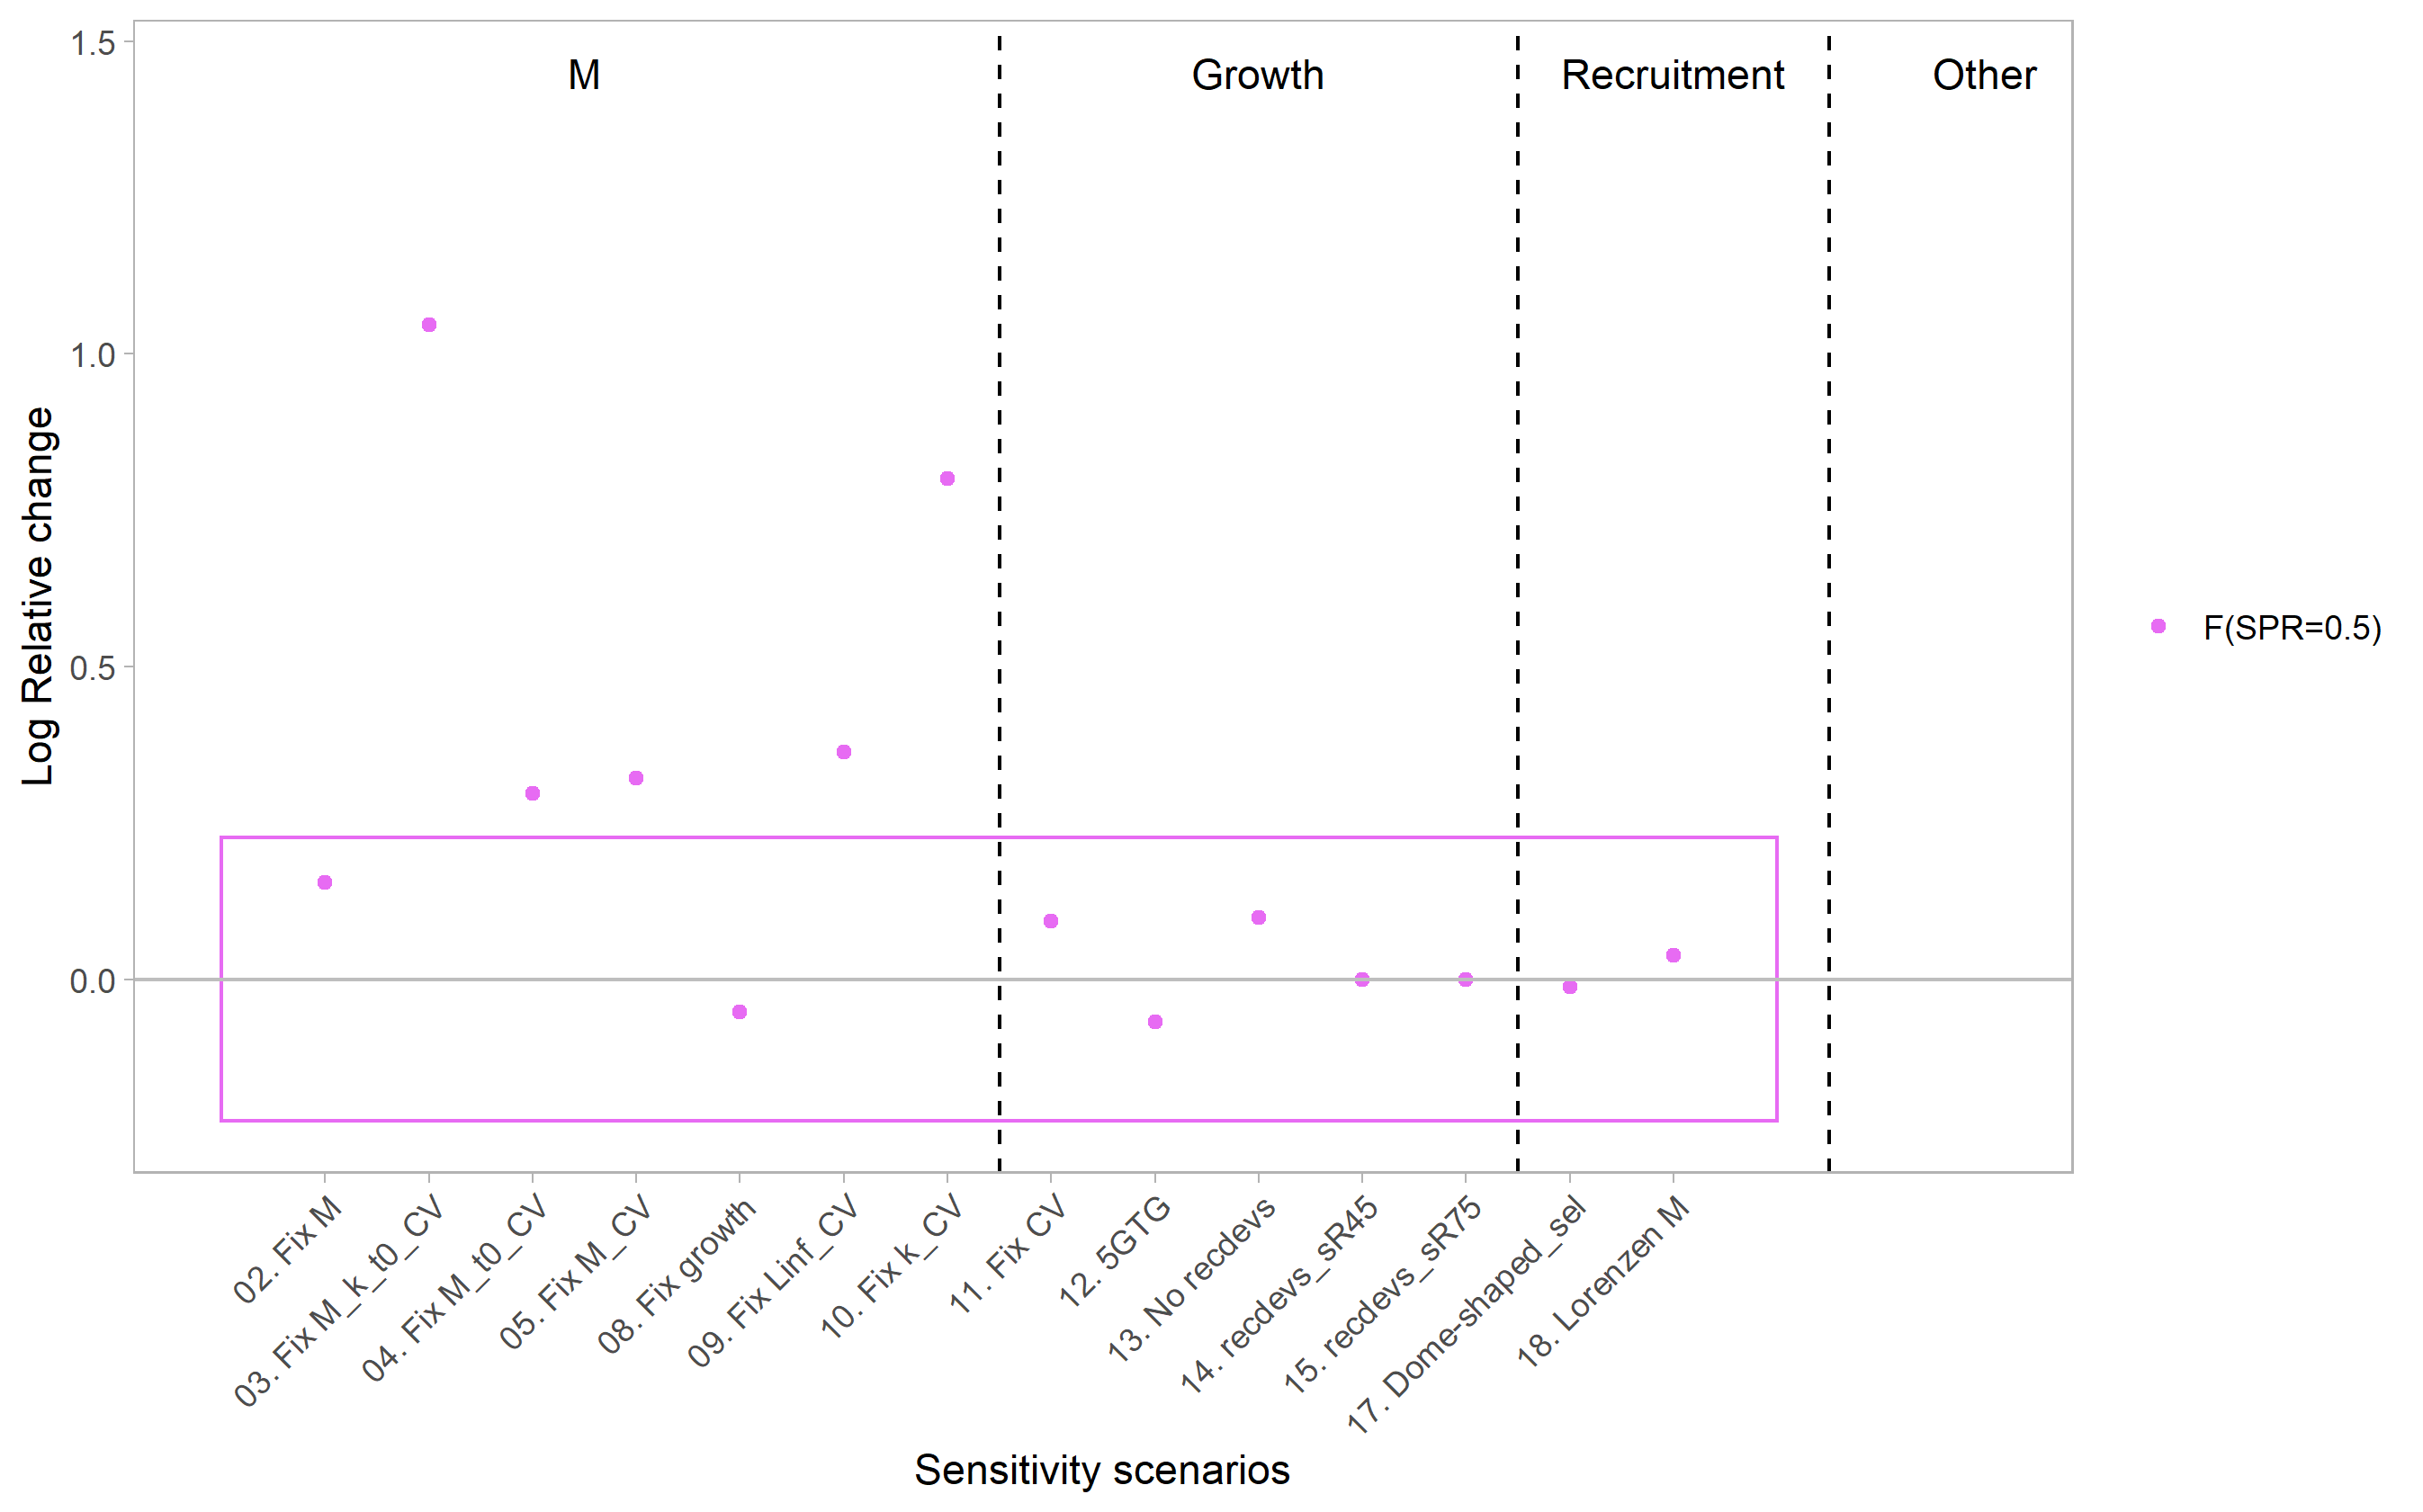 M
Growth
Recruitment
Other
1.5
1.0
0.5
0.0
Log Relative change
02. Fix M
03. Fix M_k_t0_CV
04. Fix M_t0_CV
05. Fix M_CV
08. Fix growth
09. Fix Linf_CV
10. Fix k_CV
11. Fix CV
12. 5GTG
13. No recdevs
14. recdevs_sR45
15. recdevs_sR75
17. Dome-shaped_sel
18. Lorenzen M
Sensitivity scenarios
F(SPR=0.5)